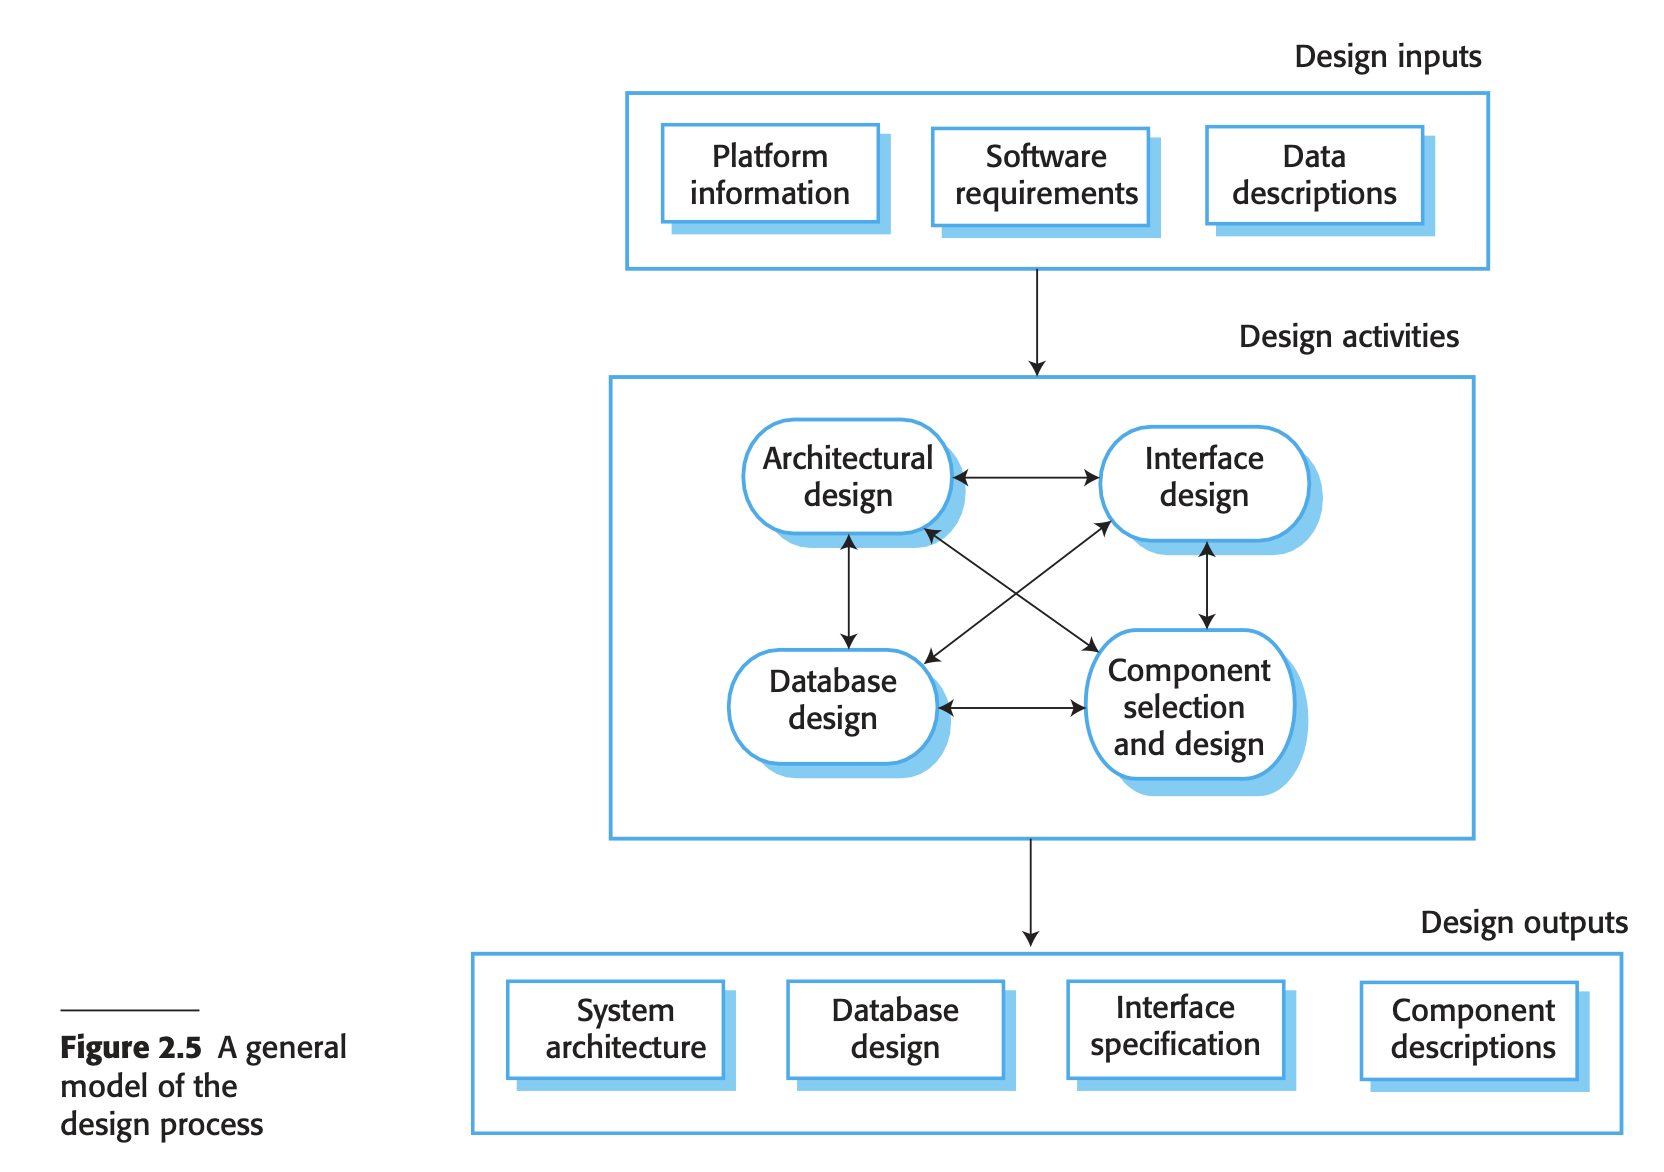 Design inputs
Platform
information
Software
requirements
Data
descriptions
Design activities
Architectural
design
Interface
design
Database
design
Component
selection
and design
Design outputs
System
architecture
Database
design
Interface
specification
Component
descriptions
Figure 2.5 A general
model of the
design process